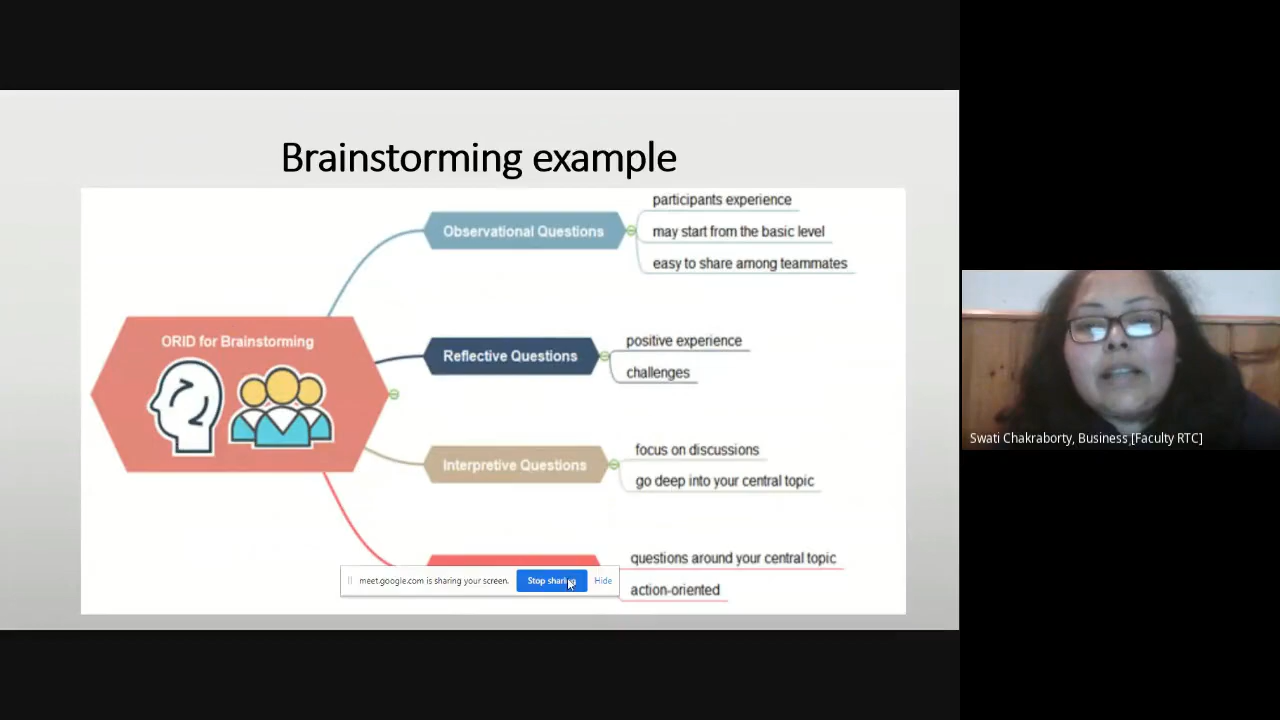 Brainstorming example
ORID for Brainstorming
Observational Questions
participants experience
may start from the basic level
easy to share among teammates
Reflective Questions
positive experience
challenges
Interpretive Questions
focus on discussions
go deep into your central topic
questions around your central topic
action-oriented
meet.google.com is sharing your screen.
Stop sharing
Hide
Swati Chakraborty, Business [Faculty RTC]